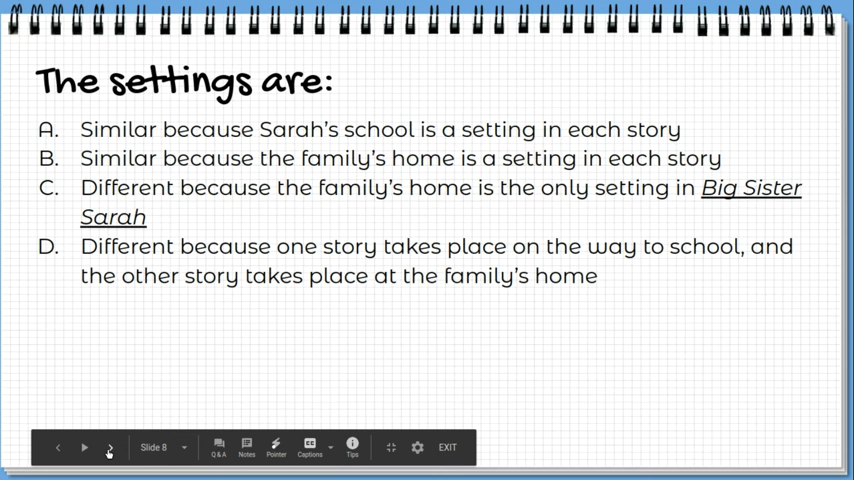 The settings are:
A. Similar because Sarah's school is a setting in each story
B. Similar because the family's home is a setting in each story
C. Different because the family's home is the only setting in Big Sister
Sarah
D. Different because one story takes place on the way to school, and
the other story takes place at the family's home
Slide 8
Q & A
Notes
Pointer
CC
Captions
Tips
EXIT